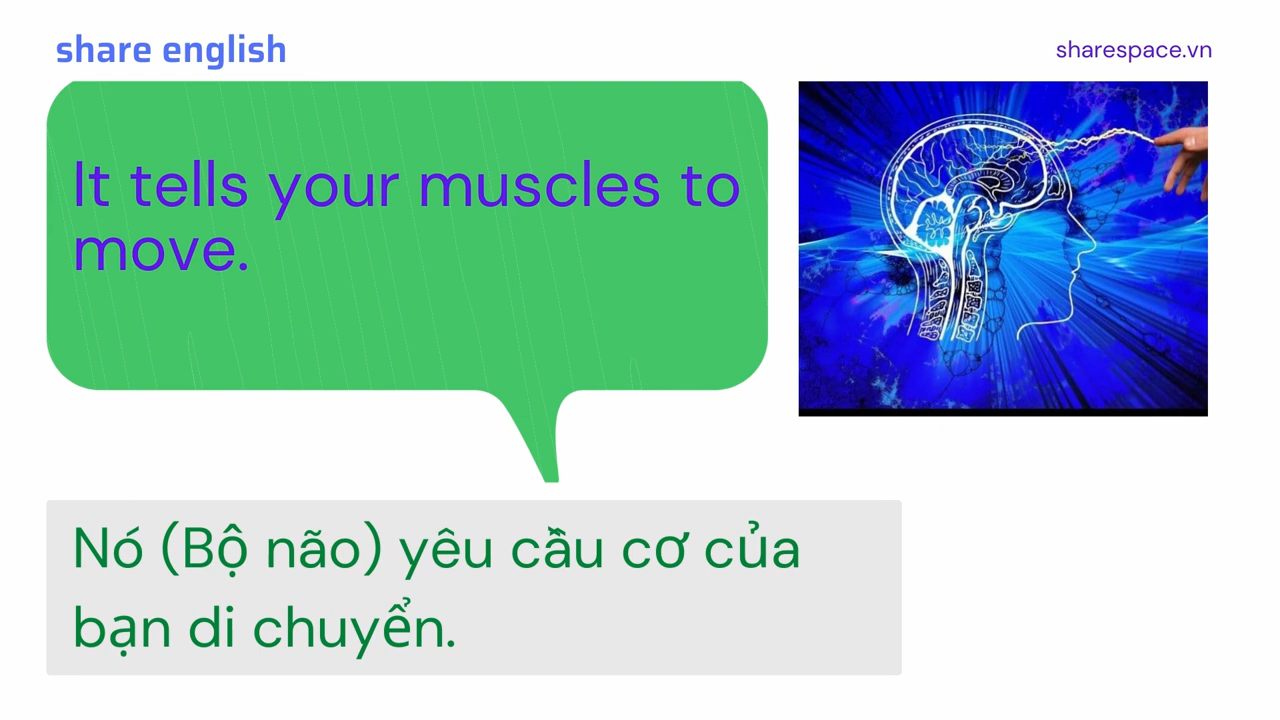 share english
sharespace.vn
It tells your muscles to
move.
Nó (Bộ não) yêu cầu cơ của
bạn di chuyển.